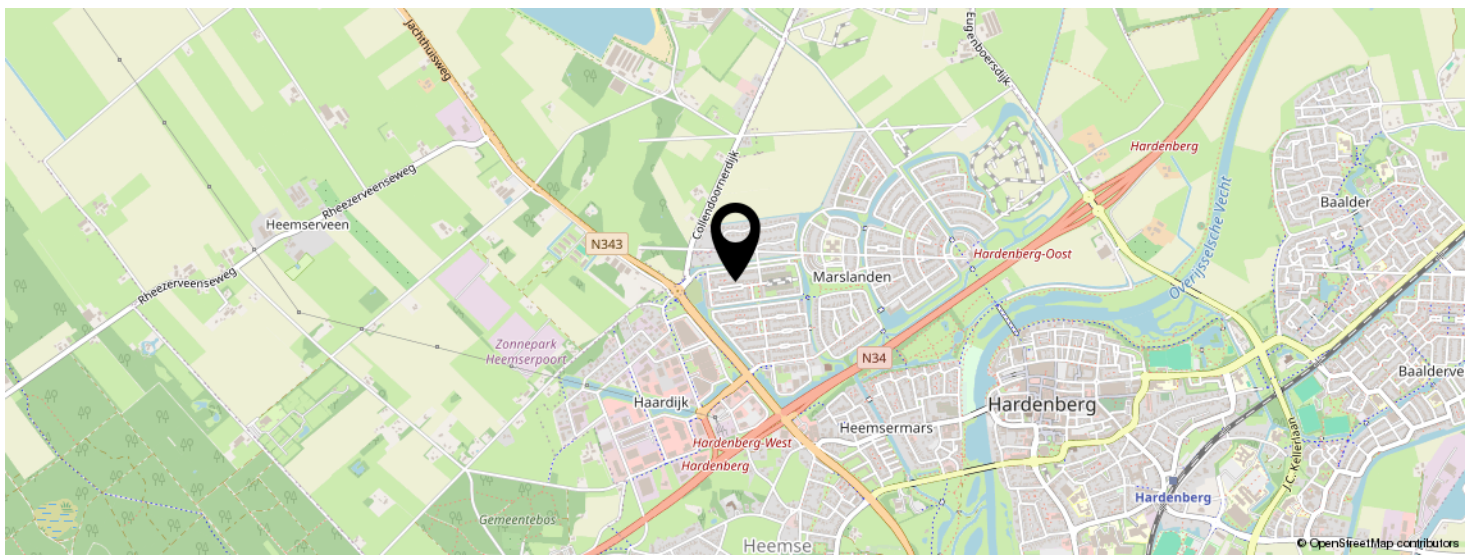 Jachthuisweg
Eugenboersdijk
Hardenberg
Collendoornerdijk
Rheezerveenseweg
Heemserveen
Baalder
N343
Hardenberg-Oost
Overijsselsche Vecht
Rheezerveenseweg
Marslanden
Zonnepark
Heemserpoort
N34
Baalderve
Haardijk
Hardenberg
Heemsermars
Hardenberg-West
Hardenberg
J.C. Kellerlaan
Hardenberg
Gemeentebos
Heemse
© OpenStreetMap contributors